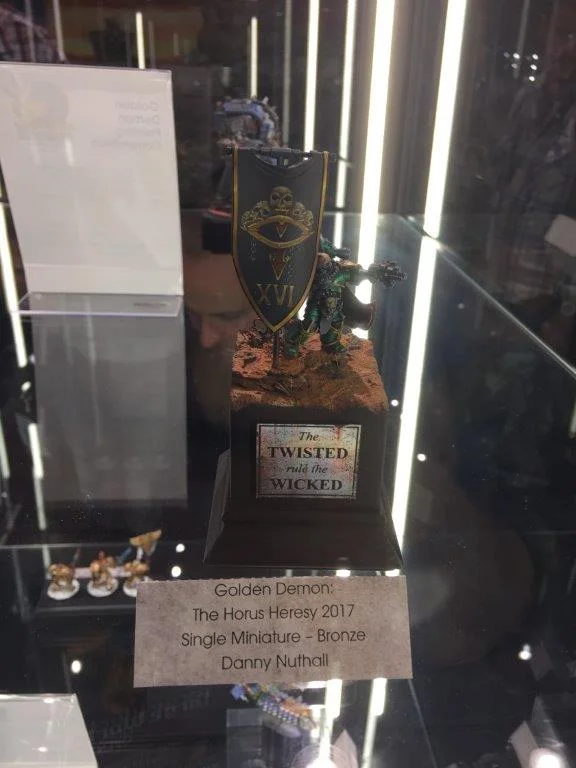 XVI
The
TWISTED
rule the
WICKED
Golden Demon:
The Horus Heresy 2017
Single Miniature – Bronze
Danny Nuthall